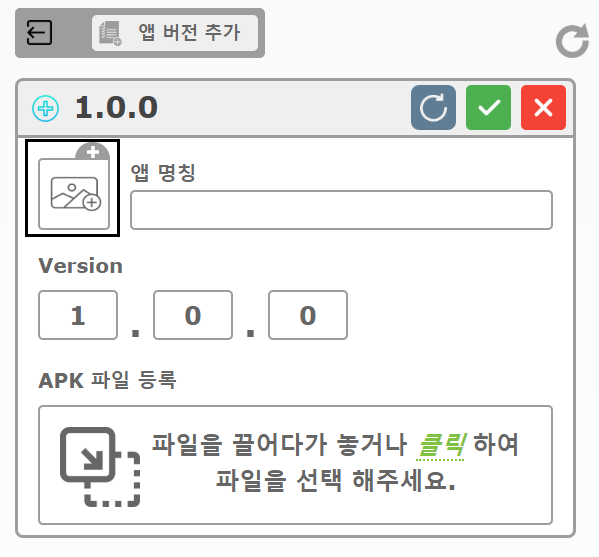 앱 버전 추가
1.0.0
앱 명칭
Version
1 . 0 . 0
APK 파일 등록
파일을 끌어다가 놓거나 클릭 하여
파일을 선택 해주세요.